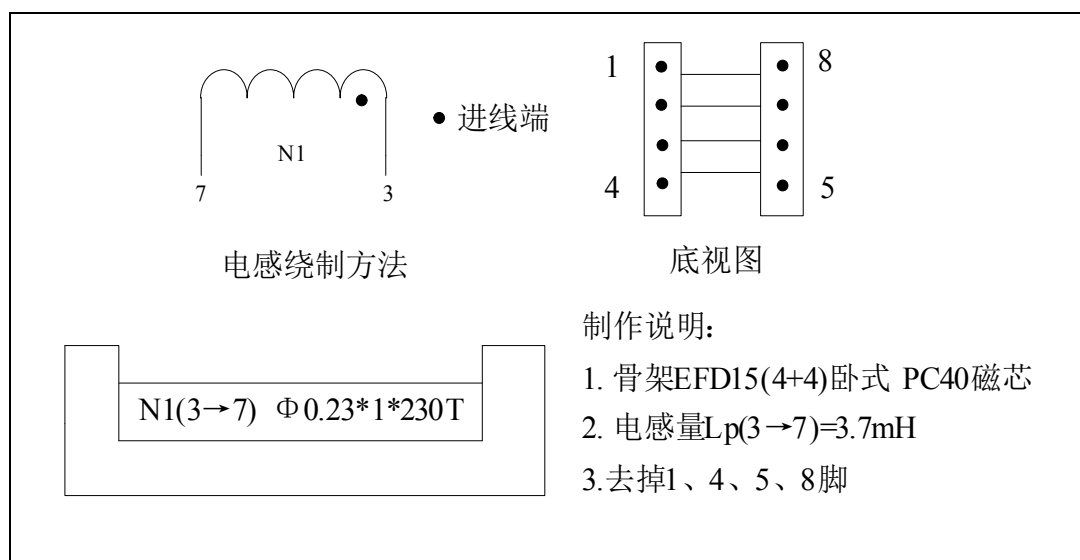 N1
7
3
● 进线端
电感绕制方法
1
8
4
5
底视图
N1(3→7) Φ0.23*1*230T
制作说明:
1. 骨架EFD15(4+4)卧式 PC40磁芯
2. 电感量Lp(3→7)=3.7mH
3.去掉1、4、5、8脚